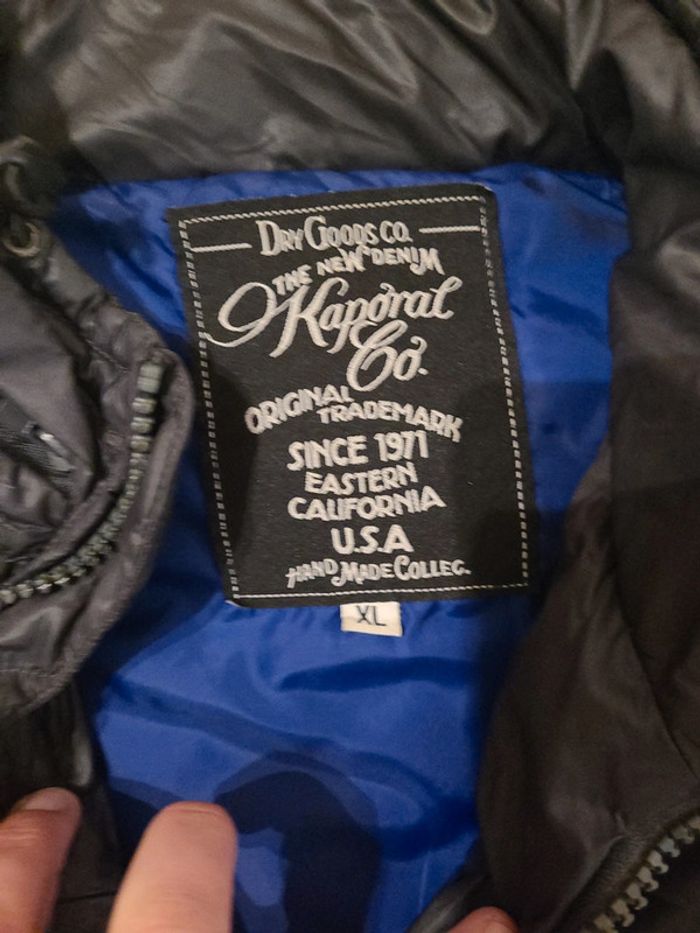 DRY GOODS CO.
THE NEW DENIM
Kaporal
Co.
ORIGINAL
TRADEMARK
SINCE 1971
EASTERN
CALIFORNIA
U.S.A
HAND MADE COLLEC.
XL